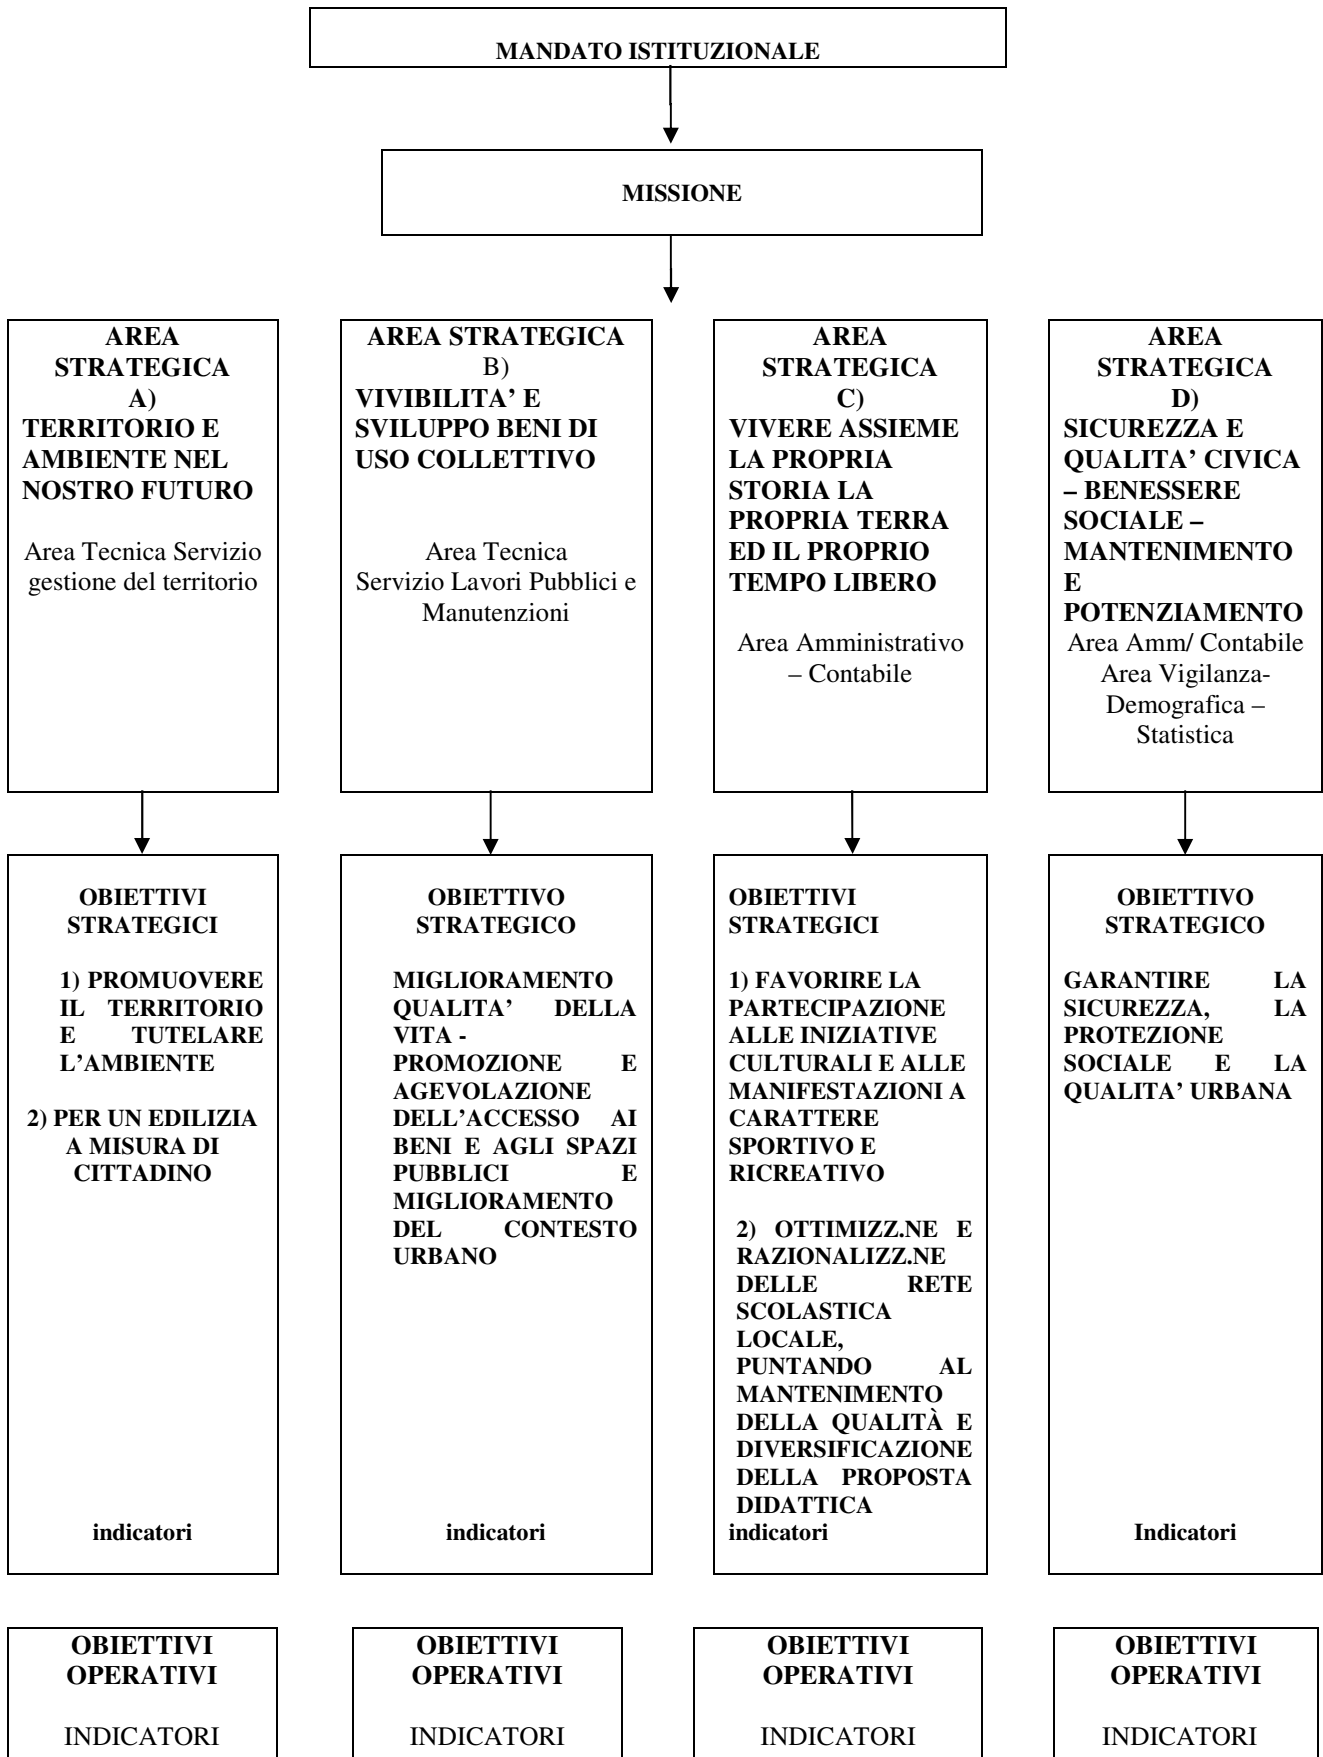 MANDATO ISTITUZIONALE
MISSIONE
AREA
STRATEGICA
A)
TERRITORIO E
AMBIENTE NEL
NOSTRO FUTURO
Area Tecnica Servizio
gestione del territorio
AREA STRATEGICA
B)
VIVIBILITA’ E
SVILUPPO BENI DI
USO COLLETTIVO
Area Tecnica
Servizio Lavori Pubblici e
Manutenzioni
AREA
STRATEGICA
C)
VIVERE ASSIEME
LA PROPRIA
STORIA LA
PROPRIA TERRA
ED IL PROPRIO
TEMPO LIBERO
Area Amministrativo
– Contabile
AREA
STRATEGICA
D)
SICUREZZA E
QUALITA’ CIVICA
– BENESSERE
SOCIALE –
MANTENIMENTO
E
POTENZIAMENTO
Area Amm/ Contabile
Area Vigilanza-
Demografica –
Statistica
OBIETTIVI
STRATEGICI
1) PROMUOVERE
IL TERRITORIO
E TUTELARE
L’AMBIENTE
2) PER UN EDILIZIA
A MISURA DI
CITTADINO
indicatori
OBIETTIVO
STRATEGICO
MIGLIORAMENTO
QUALITA’ DELLA
VITA -
PROMOZIONE E
AGEVOLAZIONE
DELL’ACCESSO AI
BENI E AGLI SPAZI
PUBBLICI E
MIGLIORAMENTO
DEL CONTESTO
URBANO
indicatori
OBIETTIVI
STRATEGICI
1) FAVORIRE LA
PARTECIPAZIONE
ALLE INIZIATIVE
CULTURALI E ALLE
MANIFESTAZIONI A
CARATTERE
SPORTIVO E
RICREATIVO
2) OTTIMIZZ.NE E
RAZIONALIZZ.NE
DELLE RETE
SCOLASTICA
LOCALE,
PUNTANDO AL
MANTENIMENTO
DELLA QUALITÀ E
DIVERSIFICAZIONE
DELLA PROPOSTA
DIDATTICA
indicatori
OBIETTIVO
STRATEGICO
GARANTIRE LA
SICUREZZA, LA
PROTEZIONE
SOCIALE E LA
QUALITA’ URBANA
Indicatori
OBIETTIVI
OPERATIVI
INDICATORI
OBIETTIVI
OPERATIVI
INDICATORI
OBIETTIVI
OPERATIVI
INDICATORI
OBIETTIVI
OPERATIVI
INDICATORI